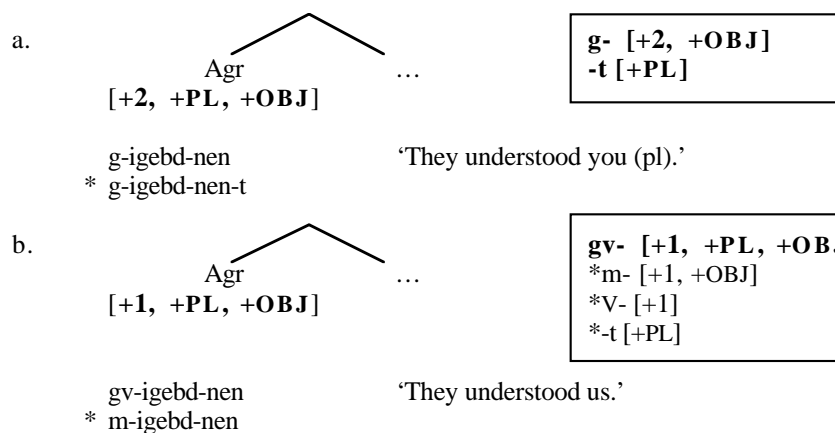 a.
Agr …
[+2, +PL, +OBJ]
g- [+2, +OBJ]
-t [+PL]
g-igebd-nen ‘They understood you (pl).’
* g-igebd-nen-t
b.
Agr …
[+1, +PL, +OBJ]
gv- [+1, +PL, +OBJ
*m- [+1, +OBJ]
*V- [+1]
*-t [+PL]
gv-igebd-nen ‘They understood us.’
* m-igebd-nen